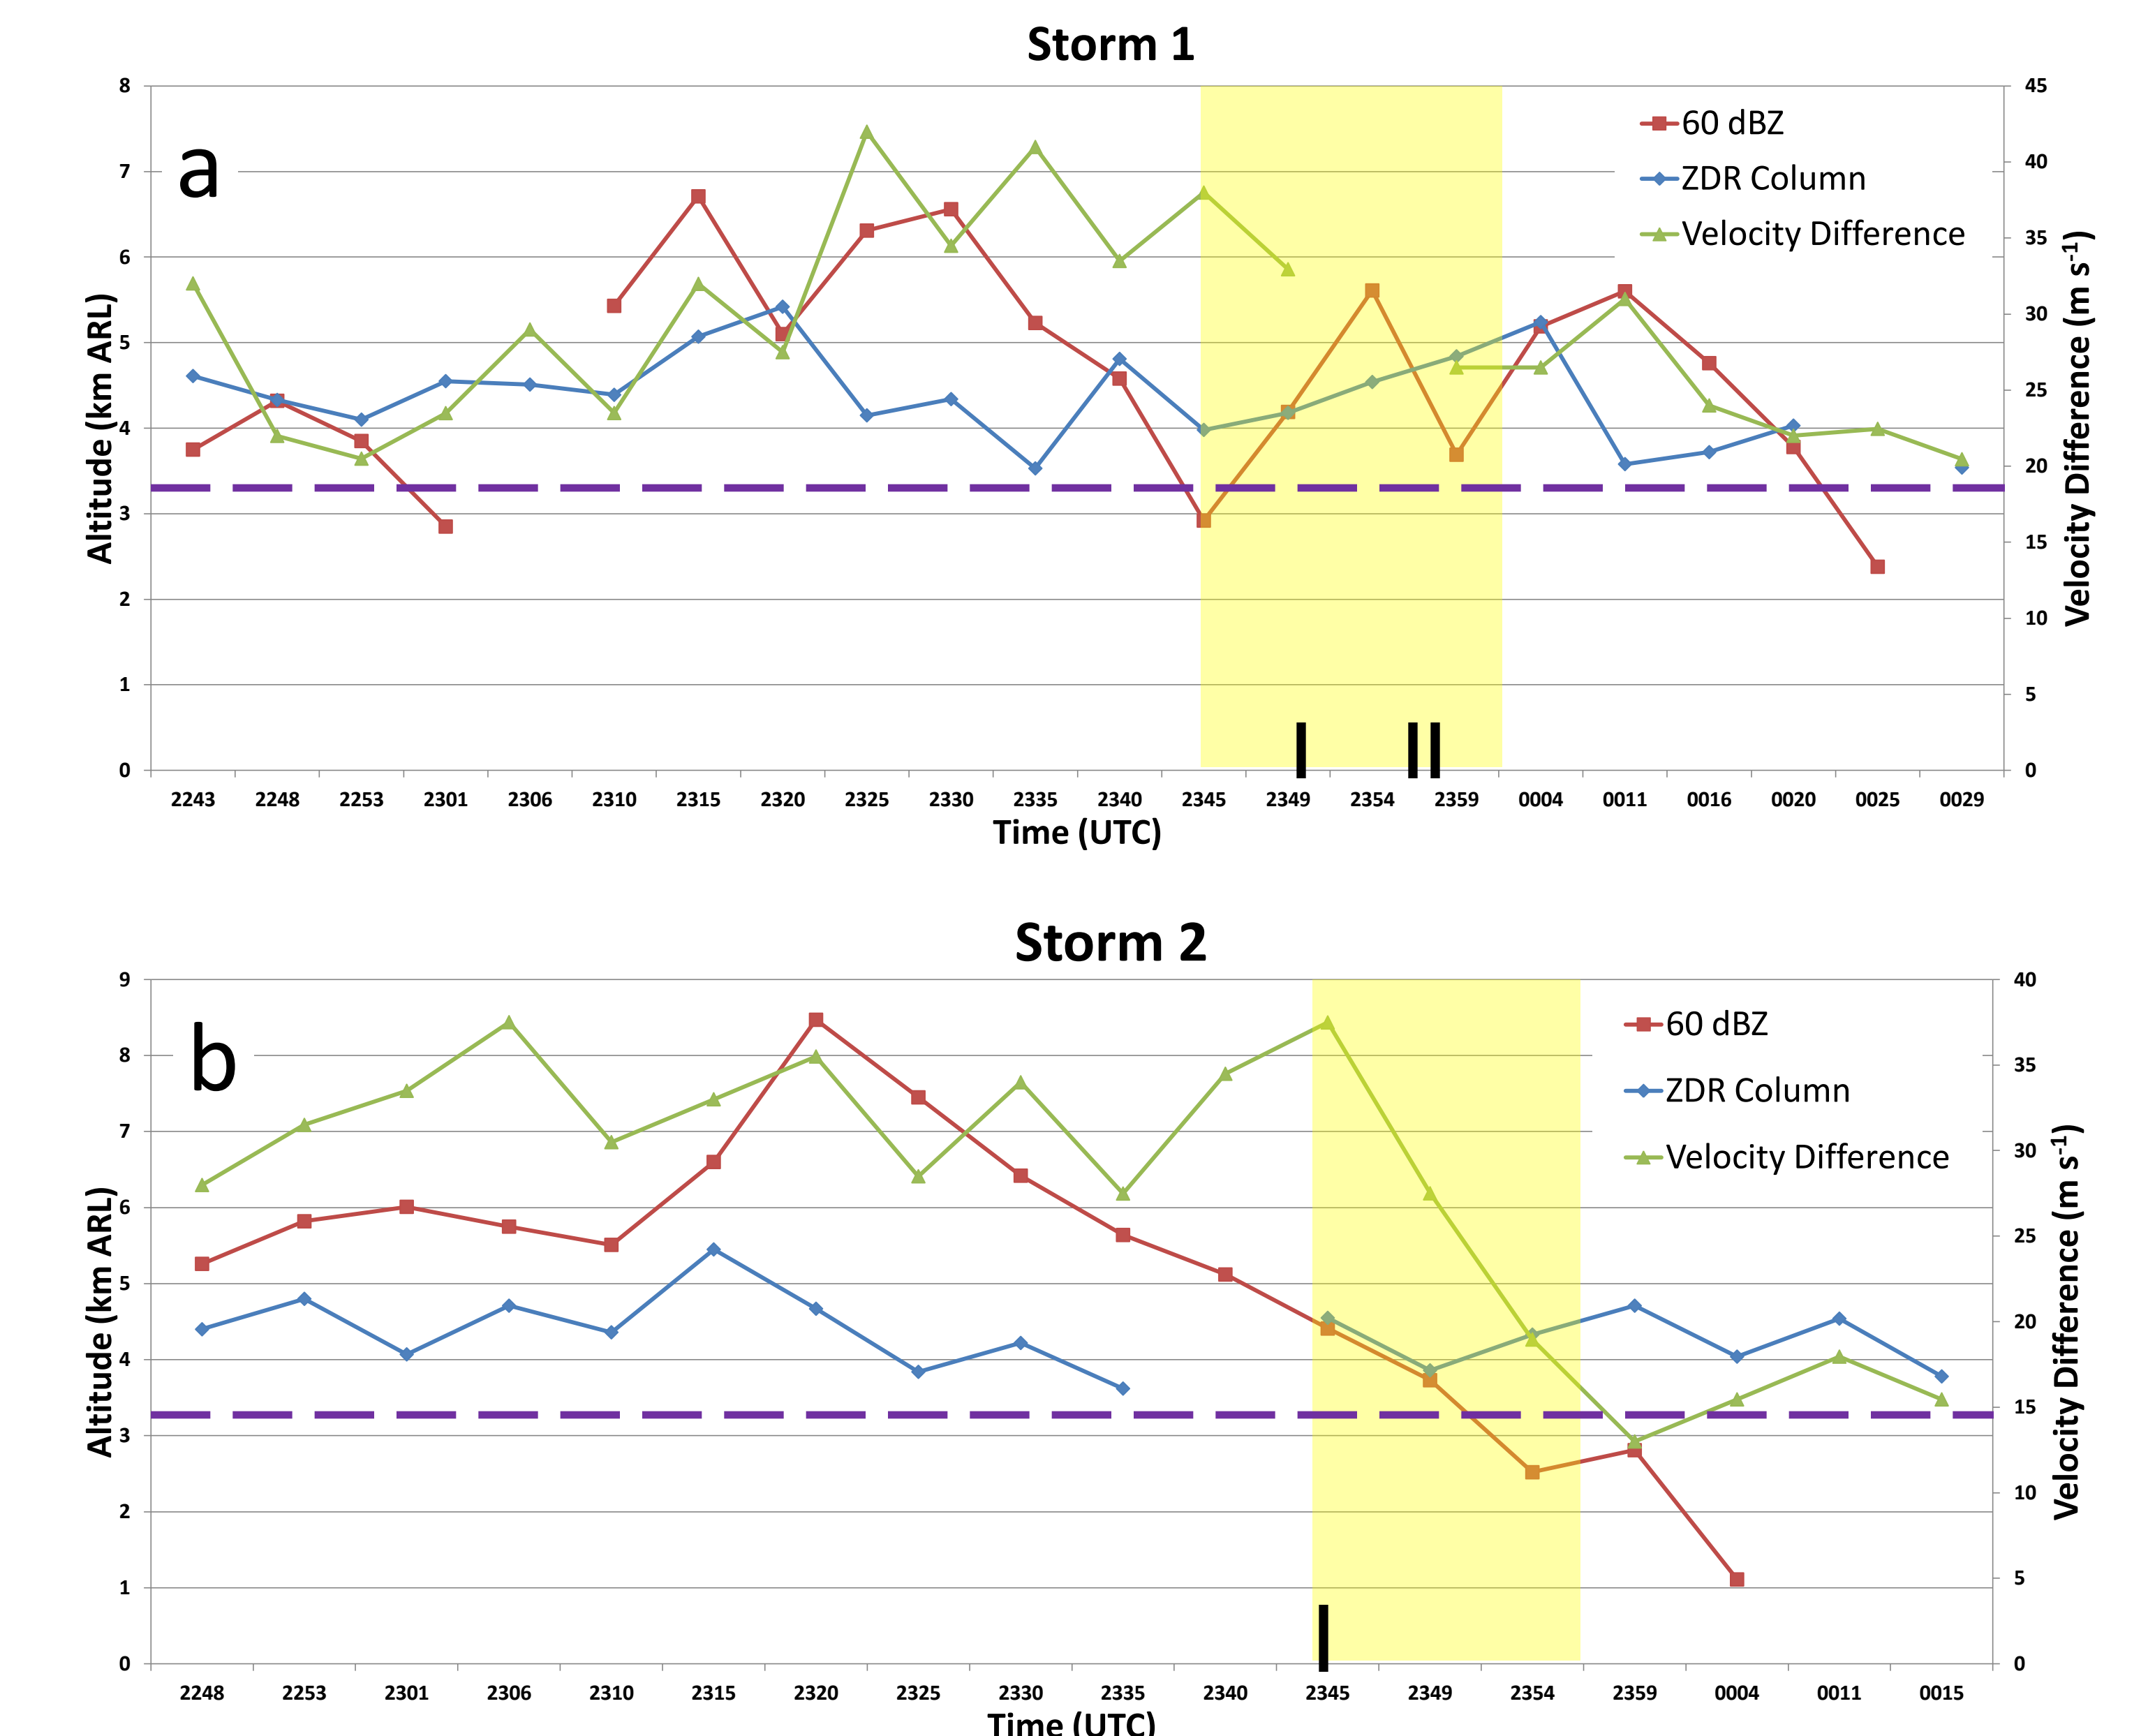 Storm 1
a
60 dBZ
ZDR Column
Velocity Difference
Altitude (km ARL)
8
7
6
5
4
3
2
1
0
45
40
35
30
25
20
15
10
5
0
Velocity Difference (m s-1)
2243 2248 2253 2301 2306 2310 2315 2320 2325 2330 2335 2340 2345 2349 2354 2359 0004 0011 0016 0020 0025 0029
Time (UTC)
Storm 2
b
60 dBZ
ZDR Column
Velocity Difference
Altitude (km ARL)
9
8
7
6
5
4
3
2
1
0
40
35
30
25
20
15
10
5
0
Velocity Difference (m s-1)
2248 2253 2301 2306 2310 2315 2320 2325 2330 2335 2340 2345 2349 2354 2359 0004 0011 0015
Time (UTC)